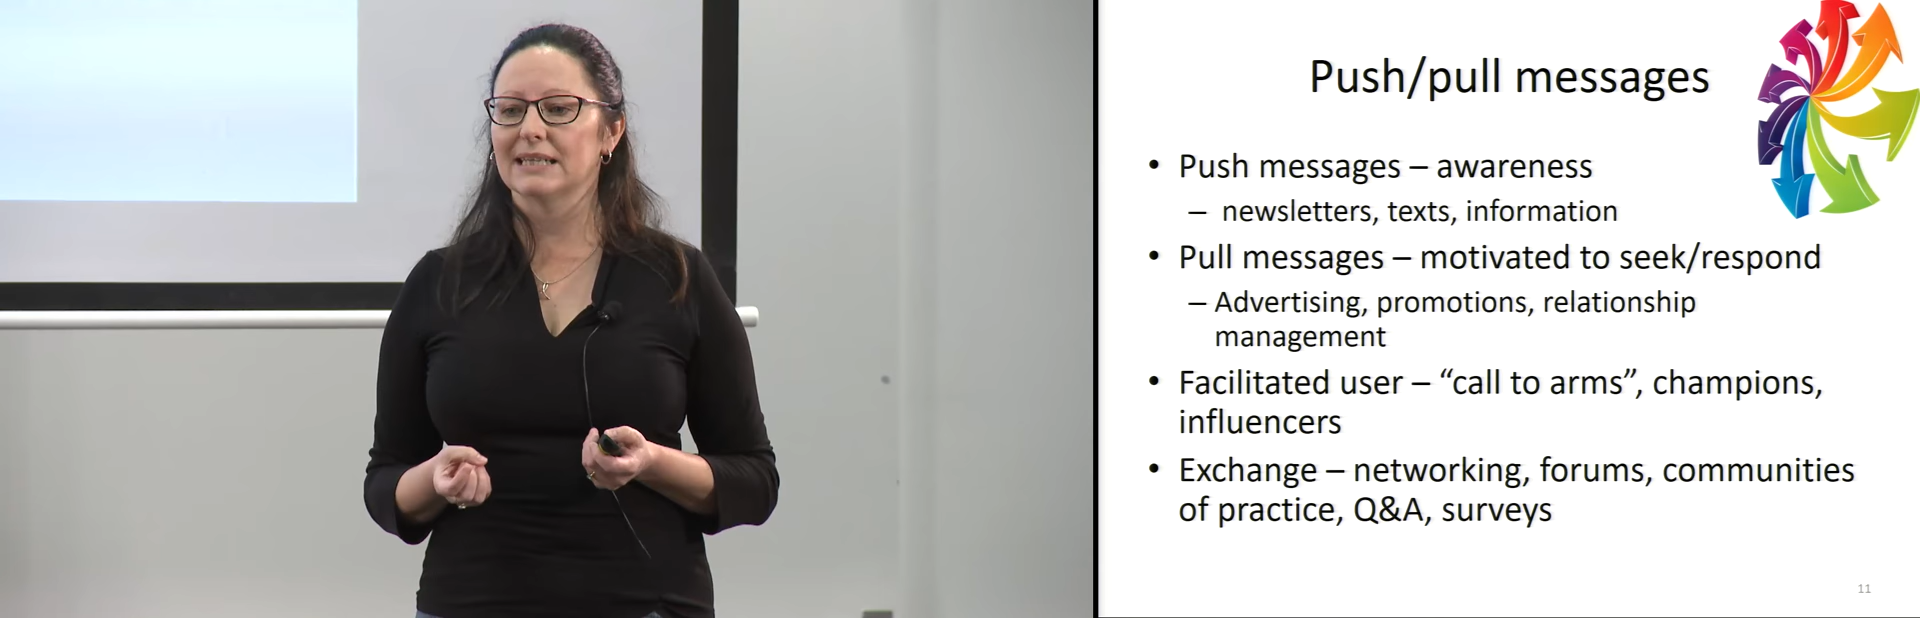 Push/pull messages
• Push messages – awareness
– newsletters, texts, information
• Pull messages – motivated to seek/respond
– Advertising, promotions, relationship
management
• Facilitated user – “call to arms”, champions,
influencers
• Exchange – networking, forums, communities
of practice, Q&A, surveys
11